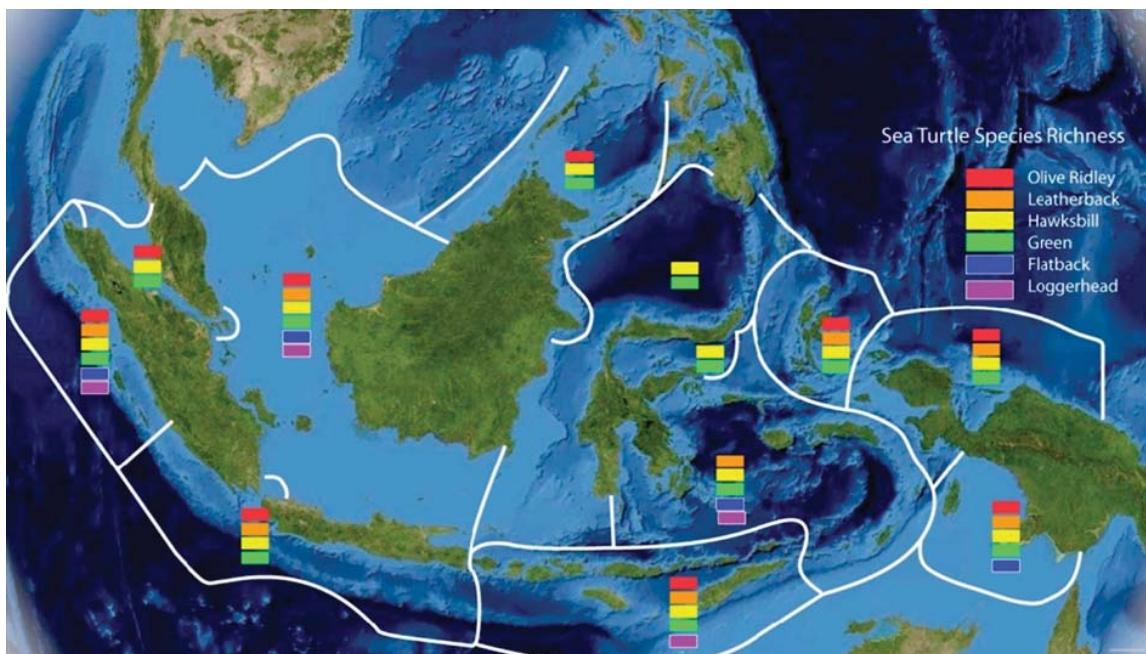 Sea Turtle Species Richness
Olive Ridley
Leatherback
Hawksbill
Green
Flatback
Loggerhead